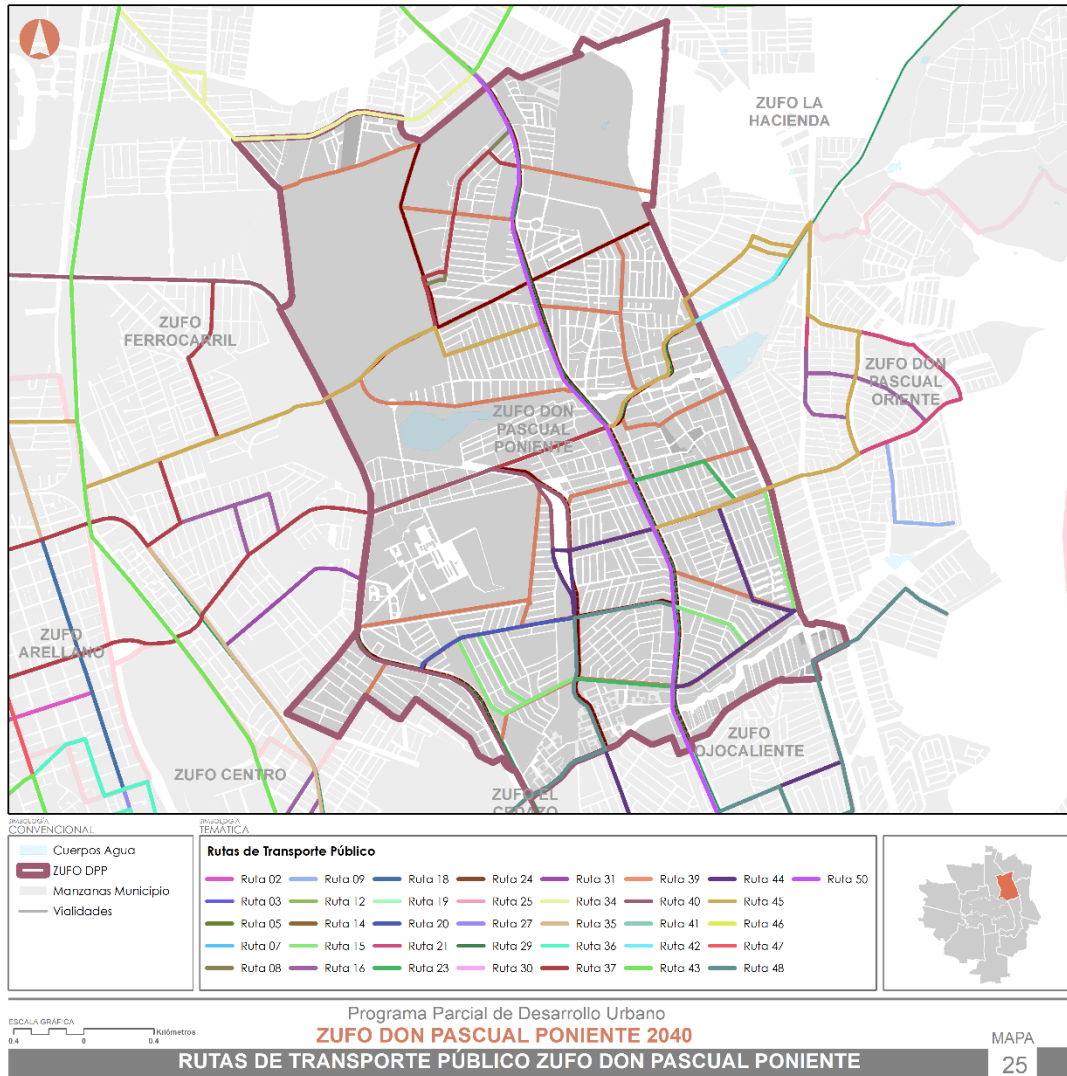 ZUFO LA
HACIENDA
ZUFO
FERROCARRIL
ZUFO DON
PASCUAL
ORIENTE
ZUFO DON
PASCUAL
PONIENTE
ZUFO
ARELLANO
ZUFO
OJOCALIENTE
ZUFO CENTRO
ZUFO EL
CEDAZO
SIMBOLOGÍA
CONVENCIONAL
Cuerpos Agua
ZUFO DPP
Manzanas Municipio
Vialidades
SIMBOLOGÍA
TEMÁTICA
Rutas de Transporte Público
Ruta 02 Ruta 09 Ruta 18 Ruta 24 Ruta 31 Ruta 39 Ruta 44 Ruta 50
Ruta 03 Ruta 12 Ruta 19 Ruta 25 Ruta 34 Ruta 40 Ruta 45
Ruta 05 Ruta 14 Ruta 20 Ruta 27 Ruta 35 Ruta 41 Ruta 46
Ruta 07 Ruta 15 Ruta 21 Ruta 29 Ruta 36 Ruta 42 Ruta 47
Ruta 08 Ruta 16 Ruta 23 Ruta 30 Ruta 37 Ruta 43 Ruta 48
ESCALA GRÁFICA
Kilómetros
0.4 0 0.4
Programa Parcial de Desarrollo Urbano
ZUFO DON PASCUAL PONIENTE 2040
RUTAS DE TRANSPORTE PÚBLICO ZUFO DON PASCUAL PONIENTE
MAPA
25